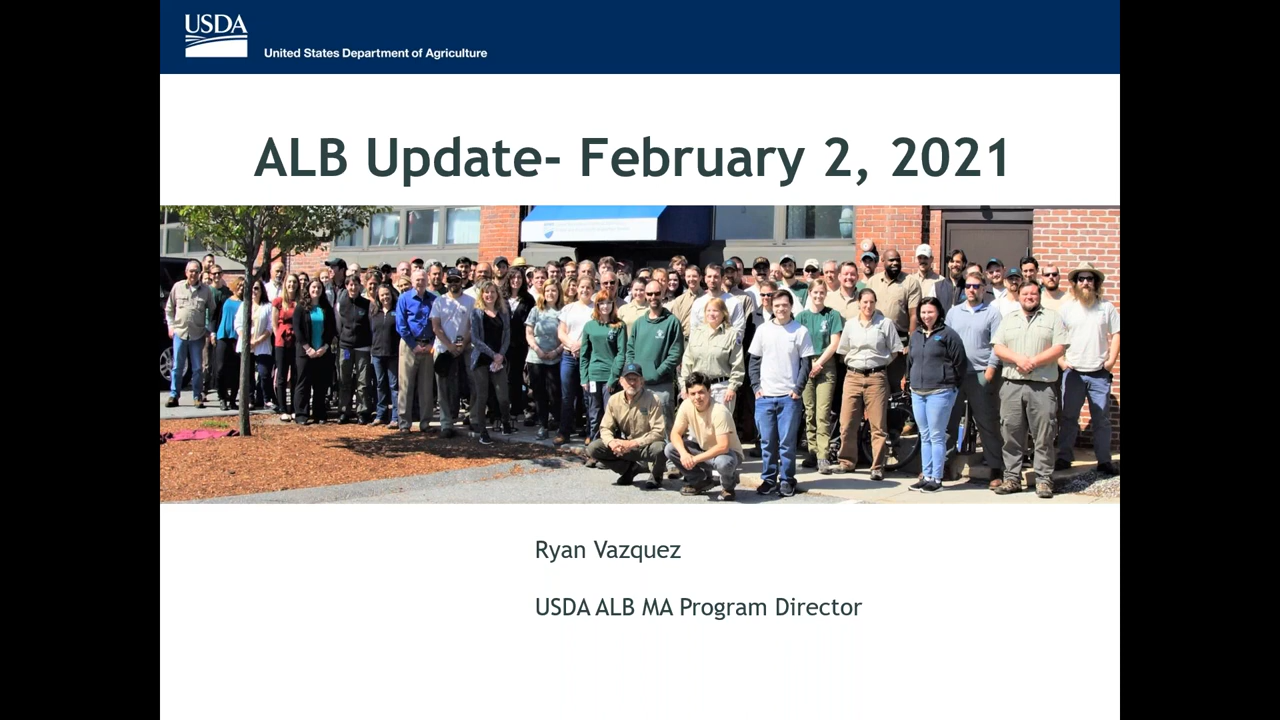 USDA
United States Department of Agriculture
ALB Update- February 2, 2021
Ryan Vazquez
USDA ALB MA Program Director